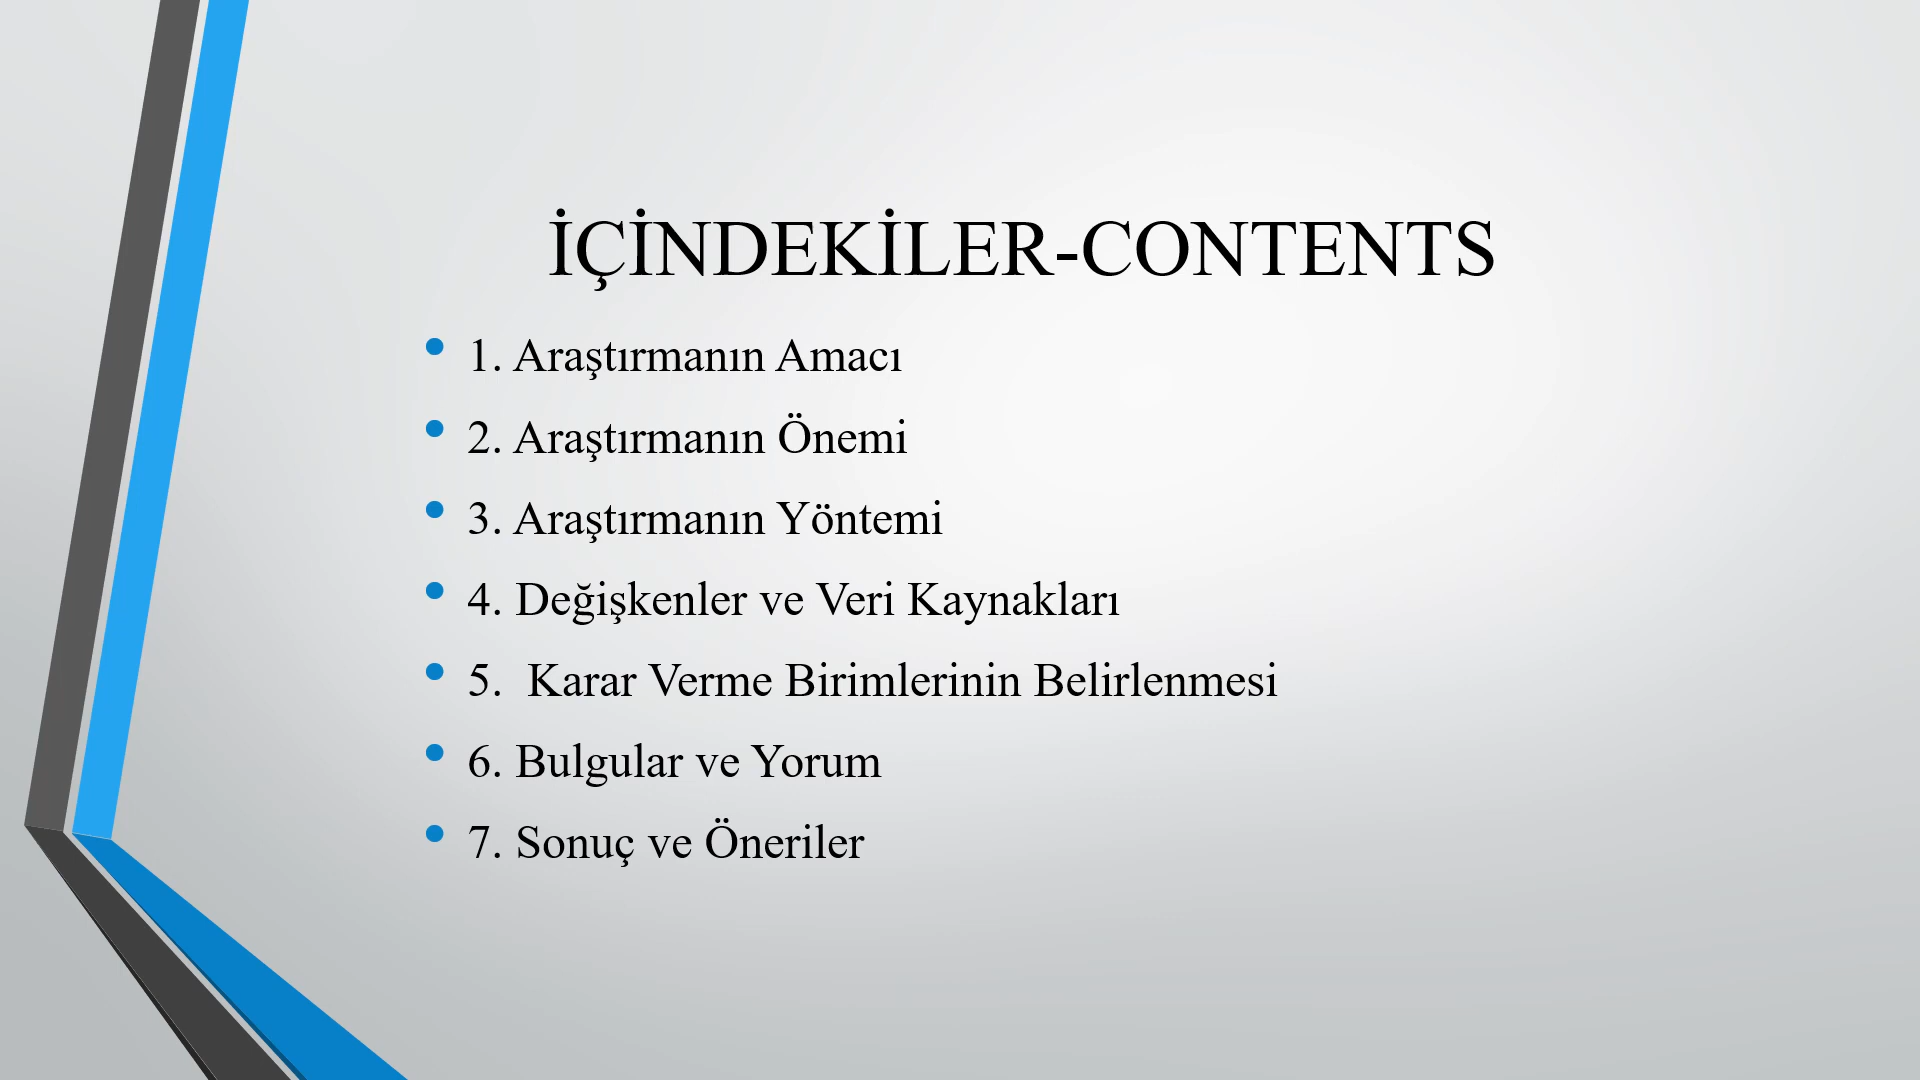 İÇİNDEKİLER-CONTENTS
• 1. Araştırmanın Amacı
• 2. Araştırmanın Önemi
• 3. Araştırmanın Yöntemi
• 4. Değişkenler ve Veri Kaynakları
• 5.  Karar Verme Birimlerinin Belirlenmesi
• 6. Bulgular ve Yorum
• 7. Sonuç ve Öneriler